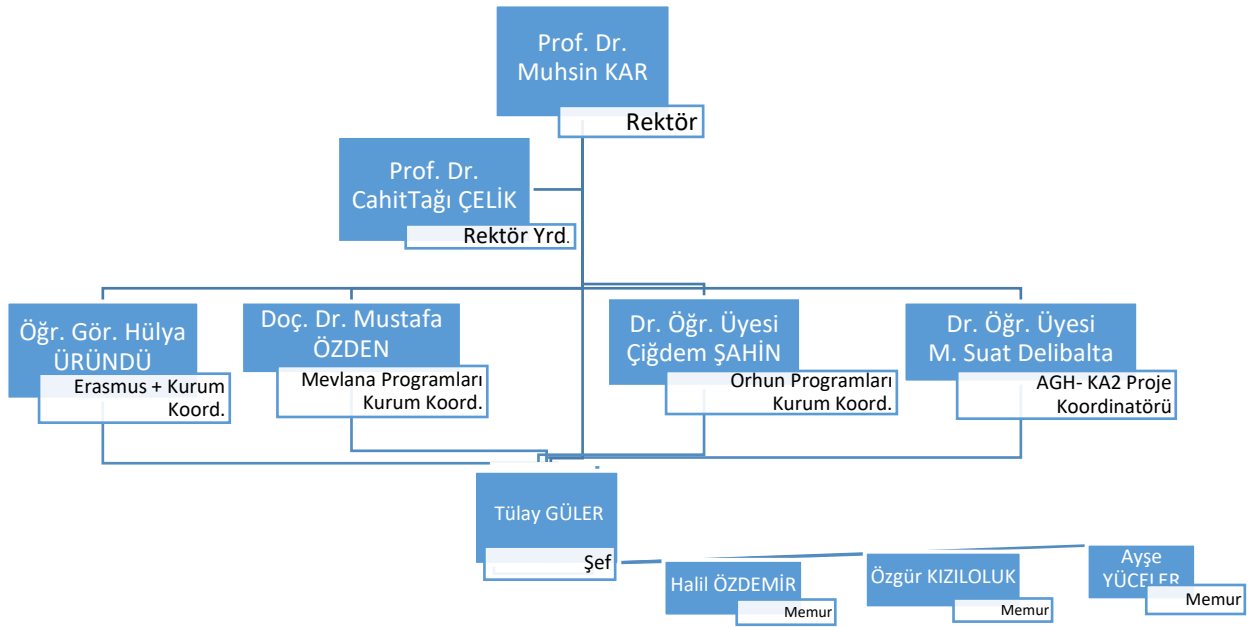 Prof. Dr.
Muhsin KAR
Rektör
Prof. Dr.
CahitTağı ÇELİK
Rektör Yrd.
Öğr. Gör. Hülya
ÜRÜNDÜ
Erasmus + Kurum
Koord.
Doç. Dr. Mustafa
ÖZDEN
Mevlana Programları
Kurum Koord.
Dr. Öğr. Üyesi
Çiğdem ŞAHİN
Orhun Programları
Kurum Koord.
Dr. Öğr. Üyesi
M. Suat Delibalta
AGH- KA2 Proje
Koordinatörü
Tülay GÜLER
Şef
Halil ÖZDEMİR
Memur
Özgür KIZILOLUK
Memur
Ayşe
YÜCELER
Memur